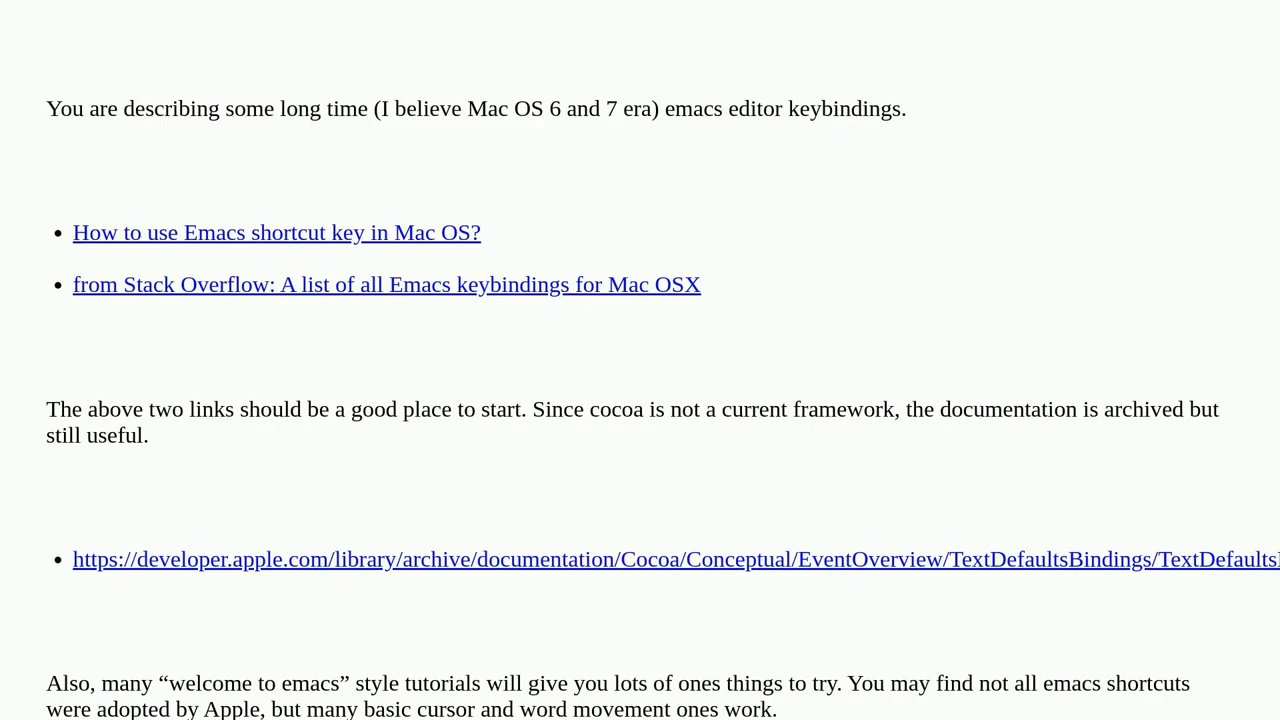 You are describing some long time (I believe Mac OS 6 and 7 era) emacs editor keybindings.
How to use Emacs shortcut key in Mac OS?
from Stack Overflow: A list of all Emacs keybindings for Mac OSX
The above two links should be a good place to start. Since cocoa is not a current framework, the documentation is archived but
still useful.
https://developer.apple.com/library/archive/documentation/Cocoa/Conceptual/EventOverview/TextDefaultsBindings/TextDefaults
Also, many “welcome to emacs” style tutorials will give you lots of ones things to try. You may find not all emacs shortcuts
were adopted by Apple, but many basic cursor and word movement ones work.